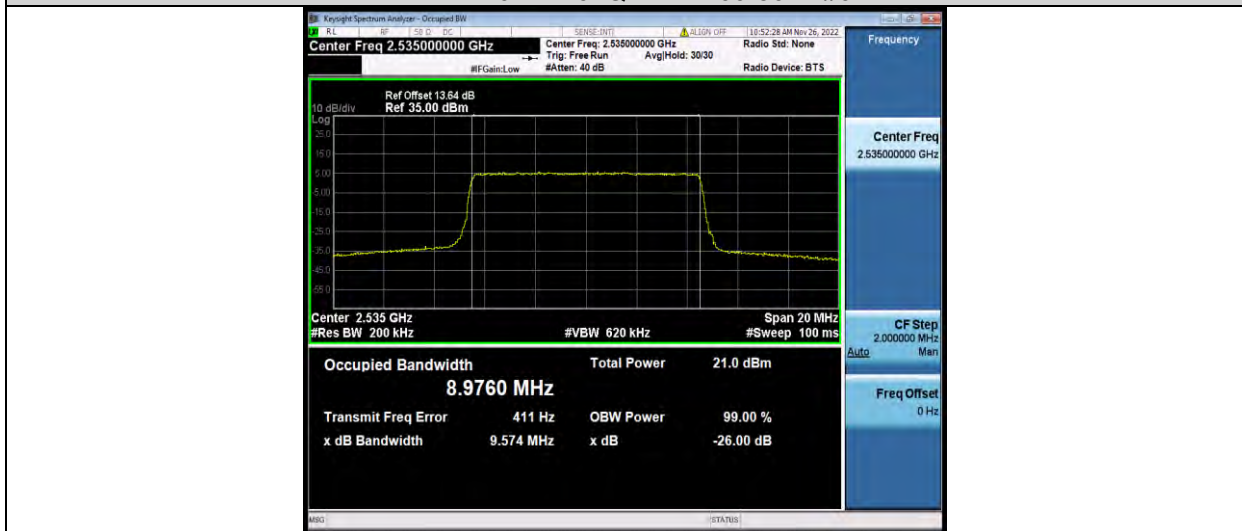 Keysight Spectrum Analyzer - Occupied BW
RL RF 50 Ω DC SENSE:INT ALIGN OFF 10:52:28 AM Nov 26, 2022
Center Freq 2.535000000 GHz Center Freq: 2.535000000 GHz Radio Std: None Frequency
Trig: Free Run Avg|Hold: 30/30
#IFGain:Low #Atten: 40 dB Radio Device: BTS
Ref Offset 13.64 dB
10 dB/div Ref 35.00 dBm
Log
25.0
15.0
5.00
-5.00
-15.0
-25.0
-35.0
-45.0
-55.0
Center Freq
2.535000000 GHz
Center 2.535 GHz Span 20 MHz
#Res BW 200 kHz #VBW 620 kHz #Sweep 100 ms
CF Step
2.000000 MHz
Auto Man
Occupied Bandwidth Total Power 21.0 dBm
8.9760 MHz
Transmit Freq Error 411 Hz OBW Power 99.00 %
x dB Bandwidth 9.574 MHz x dB -26.00 dB
Freq Offset
0 Hz
MSG STATUS